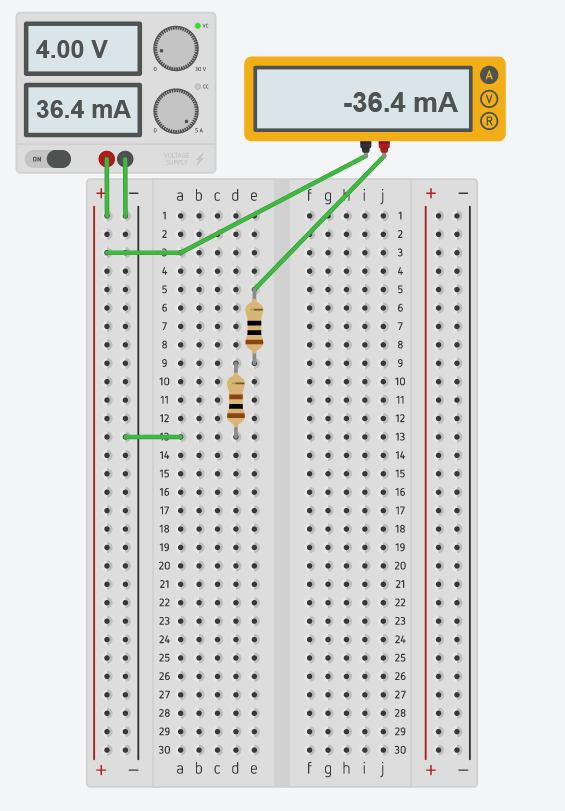 4.00 V
VC
0 30 V
36.4 mA
CC
0 5 A
ON
VOLTAGE
SUPPLY
-36.4 mA
A
V
R
+ − a b c d e f g h i j + −
1 1
2 2
3 3
4 4
5 5
6 6
7 7
8 8
9 9
10 10
11 11
12 12
13 13
14 14
15 15
16 16
17 17
18 18
19 19
20 20
21 21
22 22
23 23
24 24
25 25
26 26
27 27
28 28
29 29
30 30
+ − a b c d e f g h i j + −